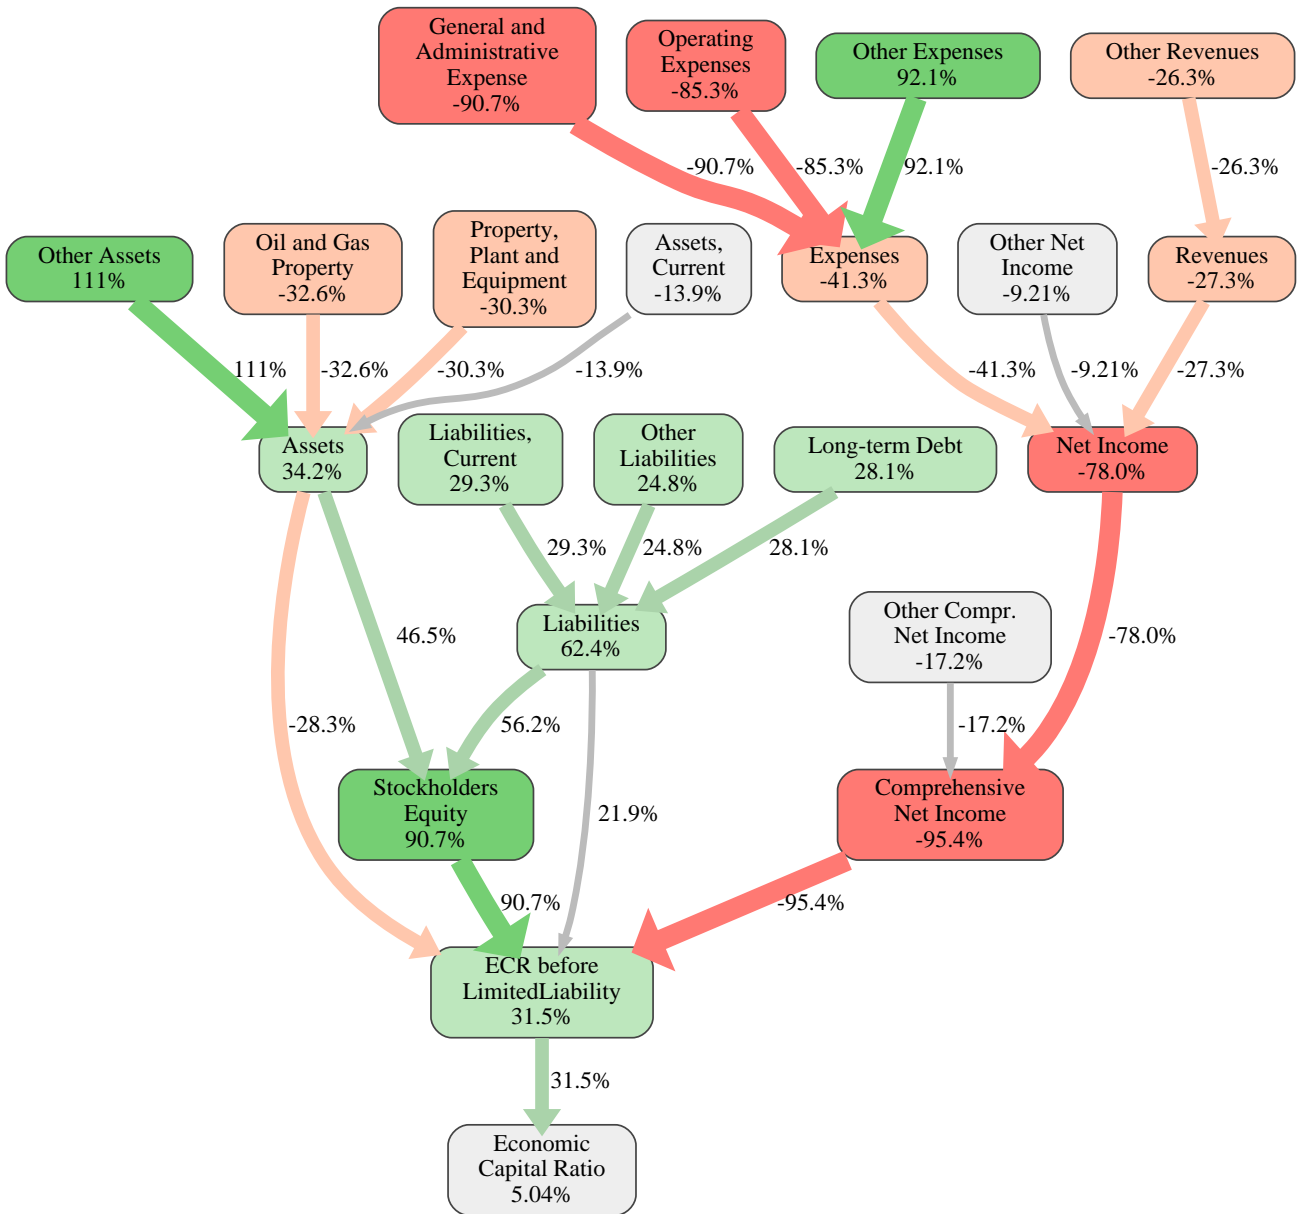 General and
Administrative
Expense
-90.7%
Operating
Expenses
-85.3%
Other Expenses
92.1%
Other Revenues
-26.3%
-90.7%
-85.3%
92.1%
-26.3%
Other Assets
111%
Oil and Gas
Property
-32.6%
Property,
Plant and
Equipment
-30.3%
Assets,
Current
-13.9%
Expenses
-41.3%
Other Net
Income
-9.21%
Revenues
-27.3%
111%
-32.6%
-30.3%
-13.9%
-41.3%
-9.21%
-27.3%
Assets
34.2%
Liabilities,
Current
29.3%
Other
Liabilities
24.8%
Long-term Debt
28.1%
Net Income
-78.0%
29.3%
24.8%
28.1%
Liabilities
62.4%
Other Compr.
Net Income
-17.2%
46.5%
-78.0%
-28.3%
56.2%
-17.2%
Stockholders
Equity
90.7%
21.9%
Comprehensive
Net Income
-95.4%
90.7%
-95.4%
ECR before
LimitedLiability
31.5%
31.5%
Economic
Capital Ratio
5.04%